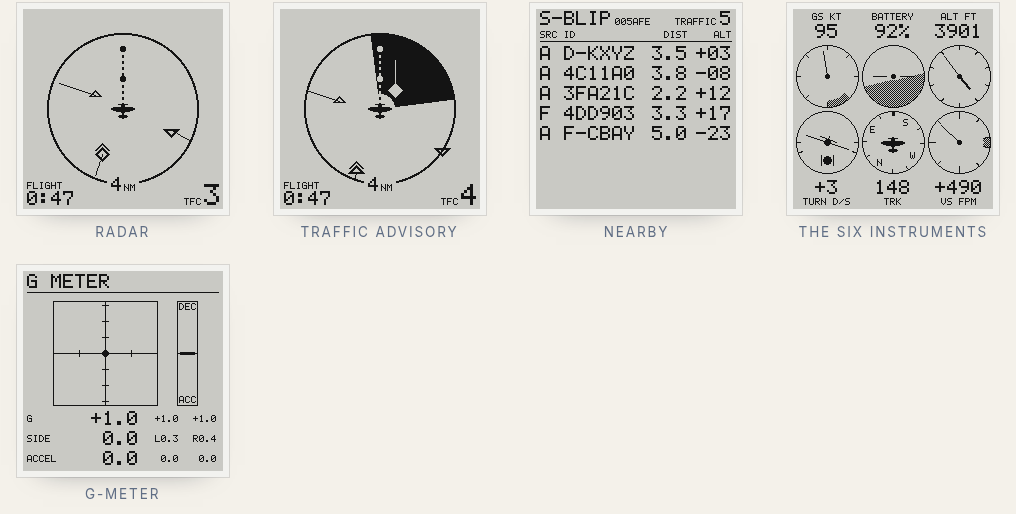 FLIGHT
0:47
4NM
TFC3
RADAR
FLIGHT
0:47
4NM
TFC4
TRAFFIC ADVISORY
S-BLIP 005AFE TRAFFIC 5
SRC ID DIST ALT
A D-KXYZ 3.5 +03
A 4C11A0 3.8 -08
A 3FA21C 2.2 +12
F 4DD903 3.3 +17
A F-CBAY 5.0 -23
NEARBY
GS KT BATTERY ALT FT
95 92% 3901
E S
N W
+3 148 +490
TURN D/S TRK VS FPM
THE SIX INSTRUMENTS
G METER
DEC
ACC
G +1.0 +1.0 +1.0
SIDE 0.0 L0.3 R0.4
ACCEL 0.0 0.0 0.0
G-METER